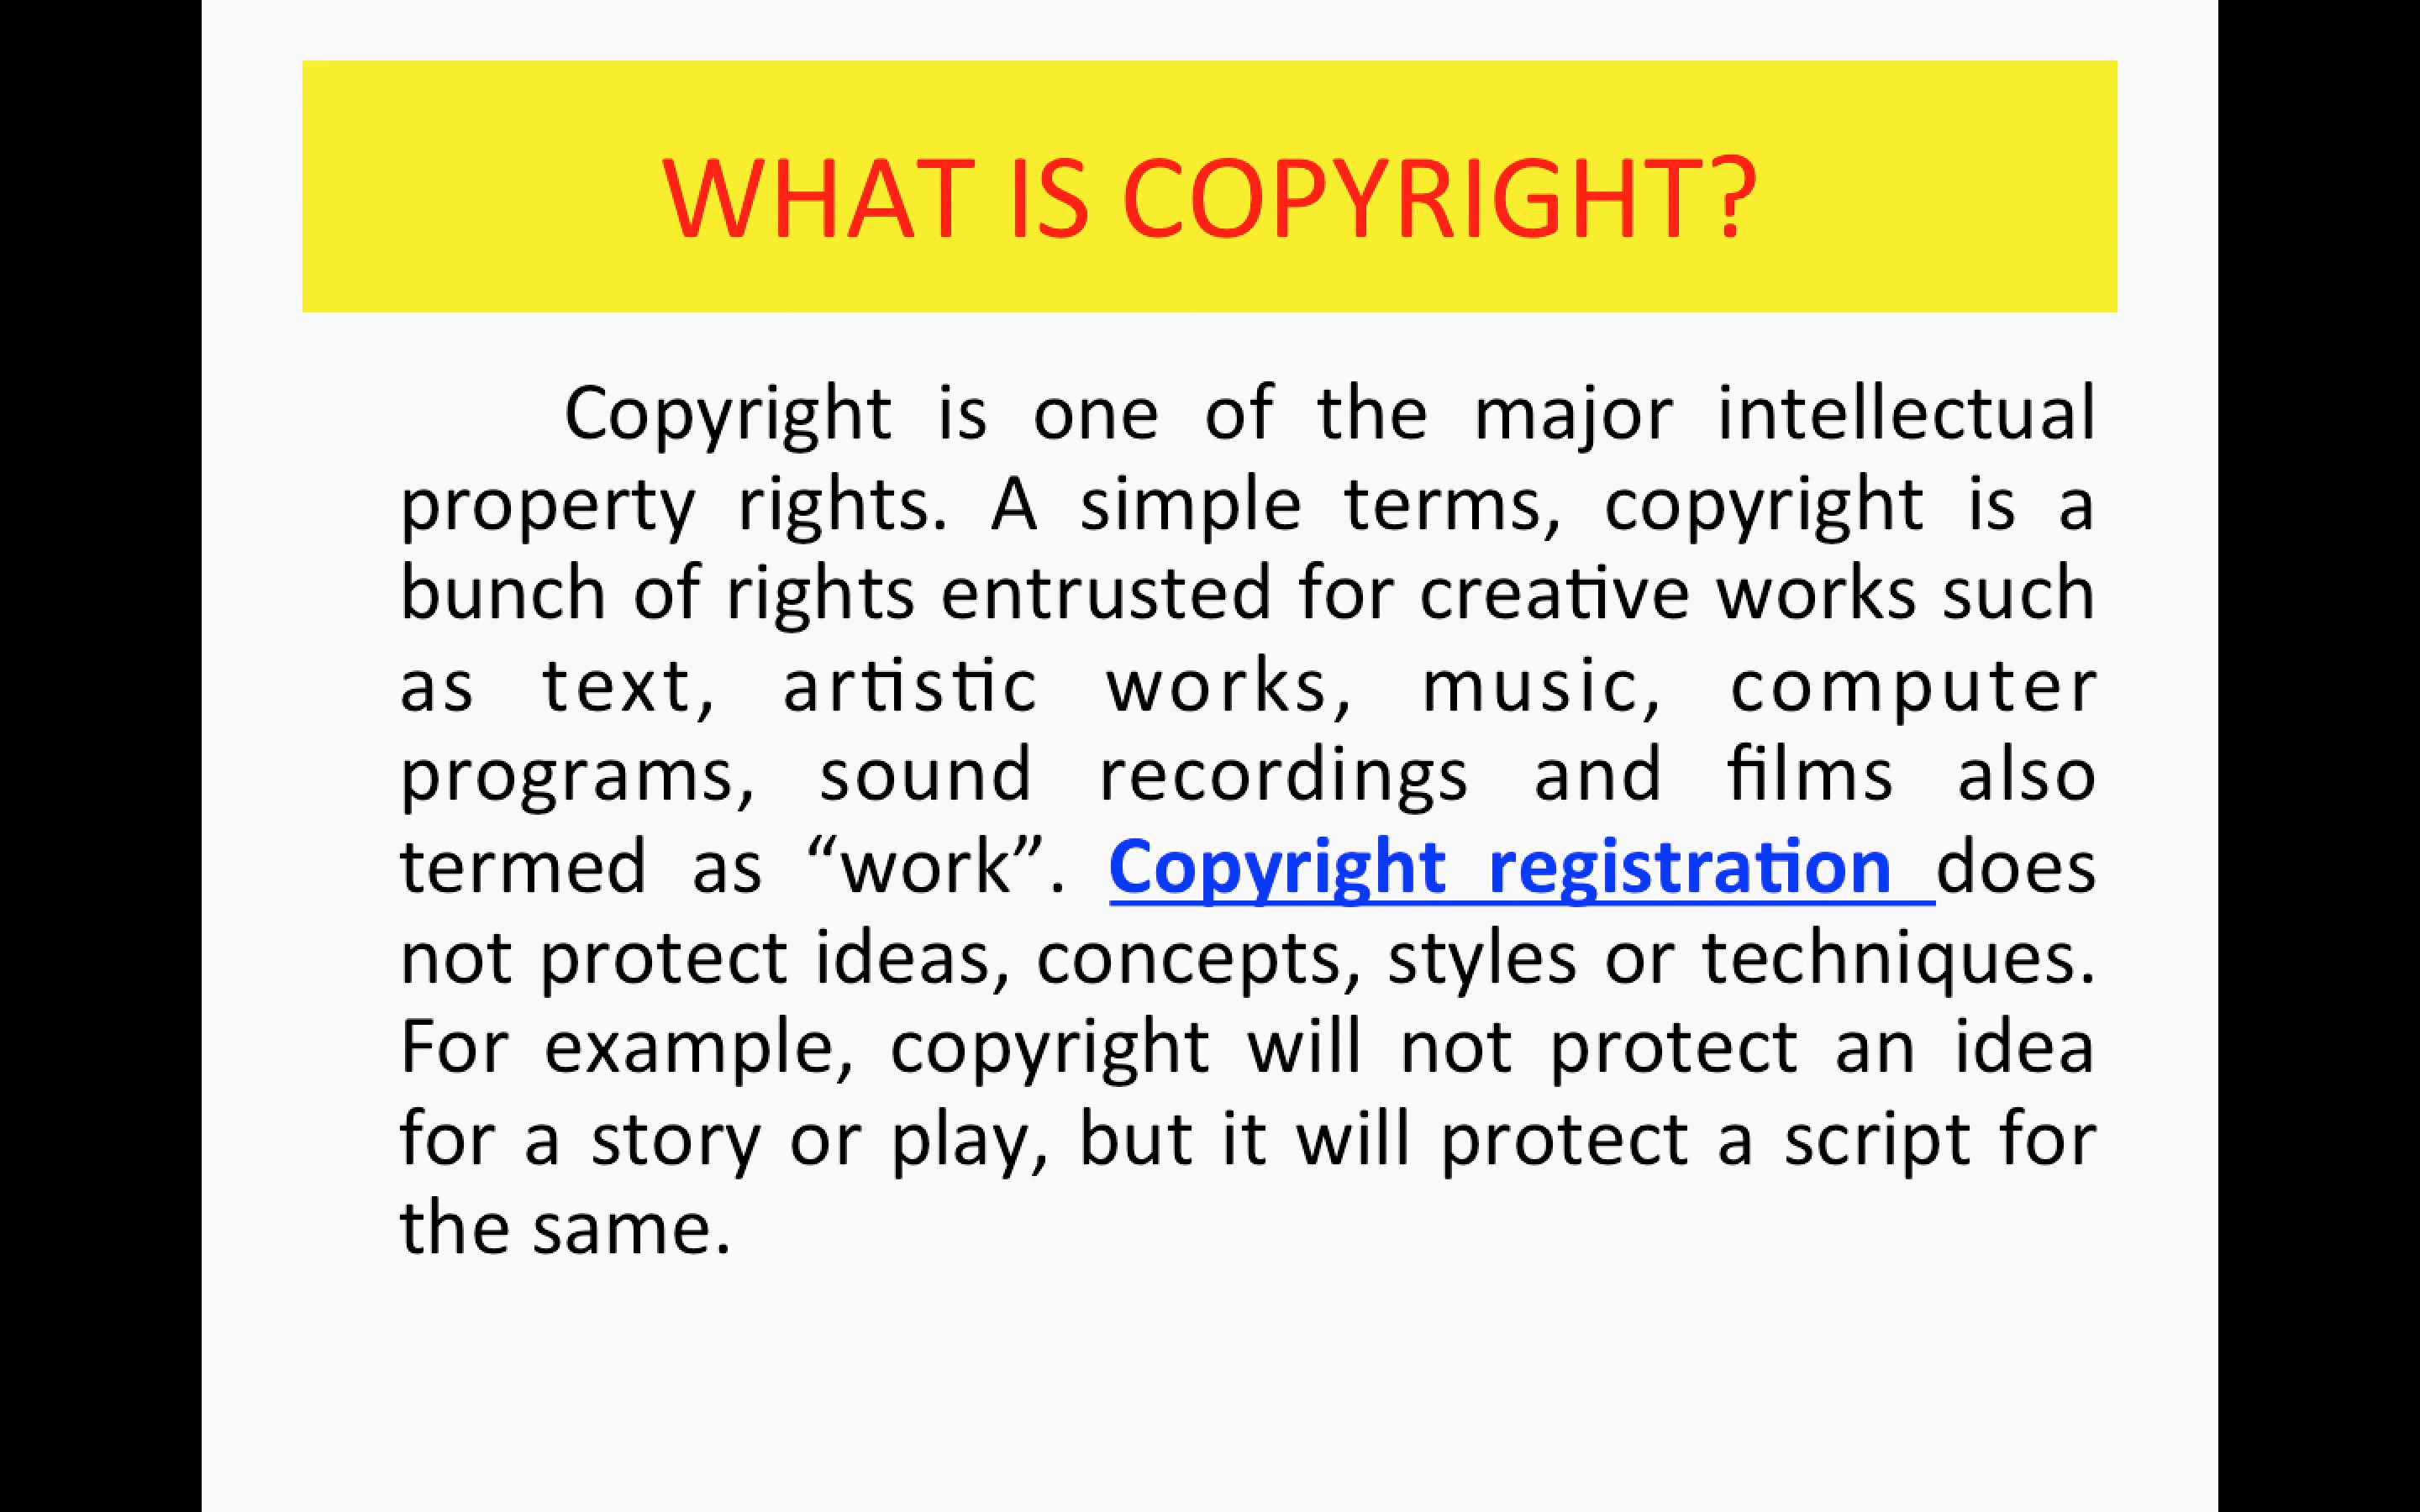 WHAT IS COPYRIGHT?
Copyright is one of the major intellectual
property rights. A simple terms, copyright is a
bunch of rights entrusted for creative works such
as text, artistic works, music, computer
programs, sound recordings and films also
termed as “work”. Copyright registration does
not protect ideas, concepts, styles or techniques.
For example, copyright will not protect an idea
for a story or play, but it will protect a script for
the same.